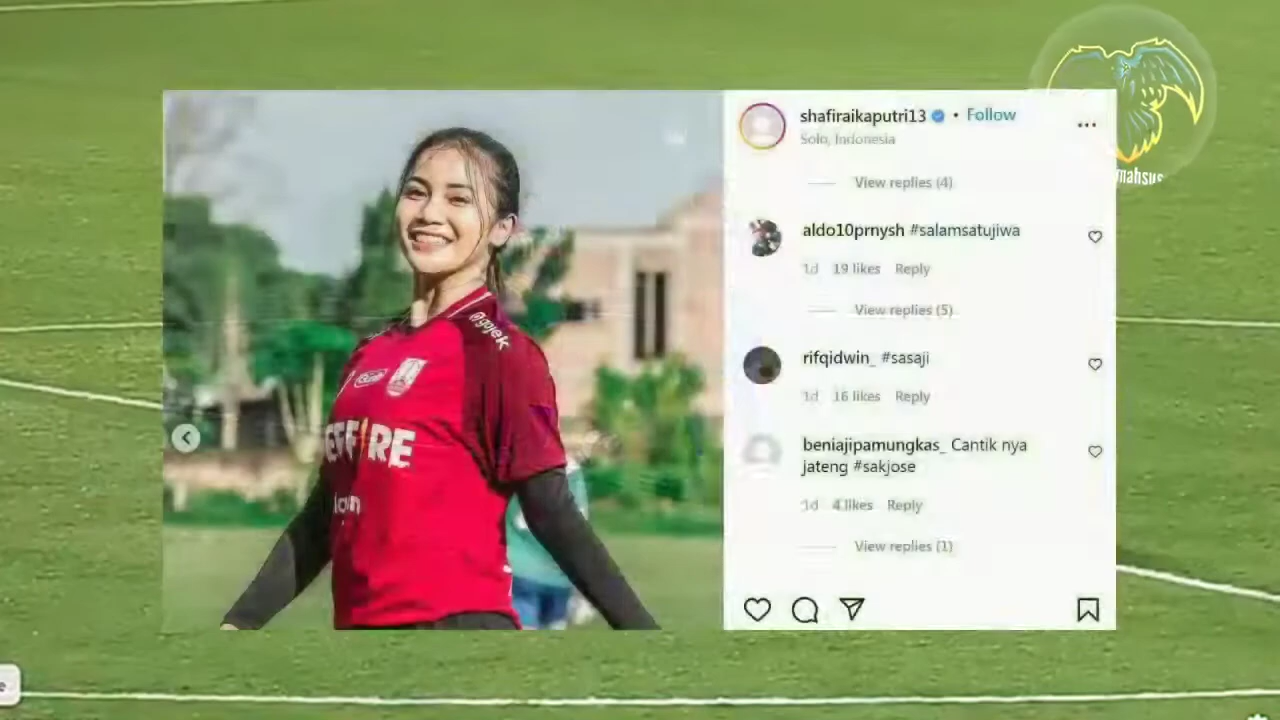 shafiraikaputri13 • Follow
Solo, Indonesia
View replies (4)
aldo10prnysh #salamsatujiwa
1d 19 likes Reply
View replies (5)
rifqidwin_ #sasaji
1d 16 likes Reply
beniajipamungkas_ Cantik nya
jateng #sakjose
1d 4 likes Reply
View replies (1)
@gojek